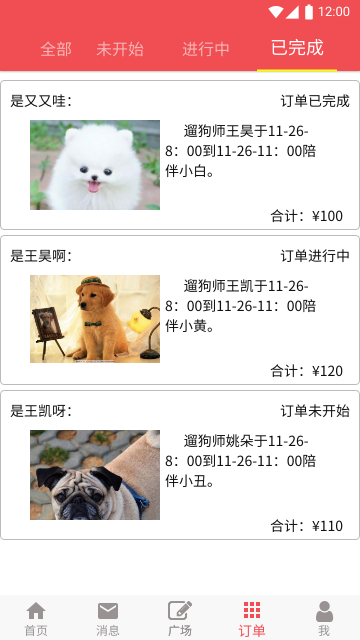 12:00
全部 未开始 进行中 已完成
是又又哇: 订单已完成
遛狗师王昊于11-26-
8：00到11-26-11：00陪
伴小白。
合计：¥100
是王昊啊: 订单进行中
遛狗师王凯于11-26-
8：00到11-26-11：00陪
伴小黄。
合计：¥120
是王凯呀: 订单未开始
遛狗师姚朵于11-26-
8：00到11-26-11：00陪
伴小丑。
合计：¥110
首页 消息 广场 订单 我